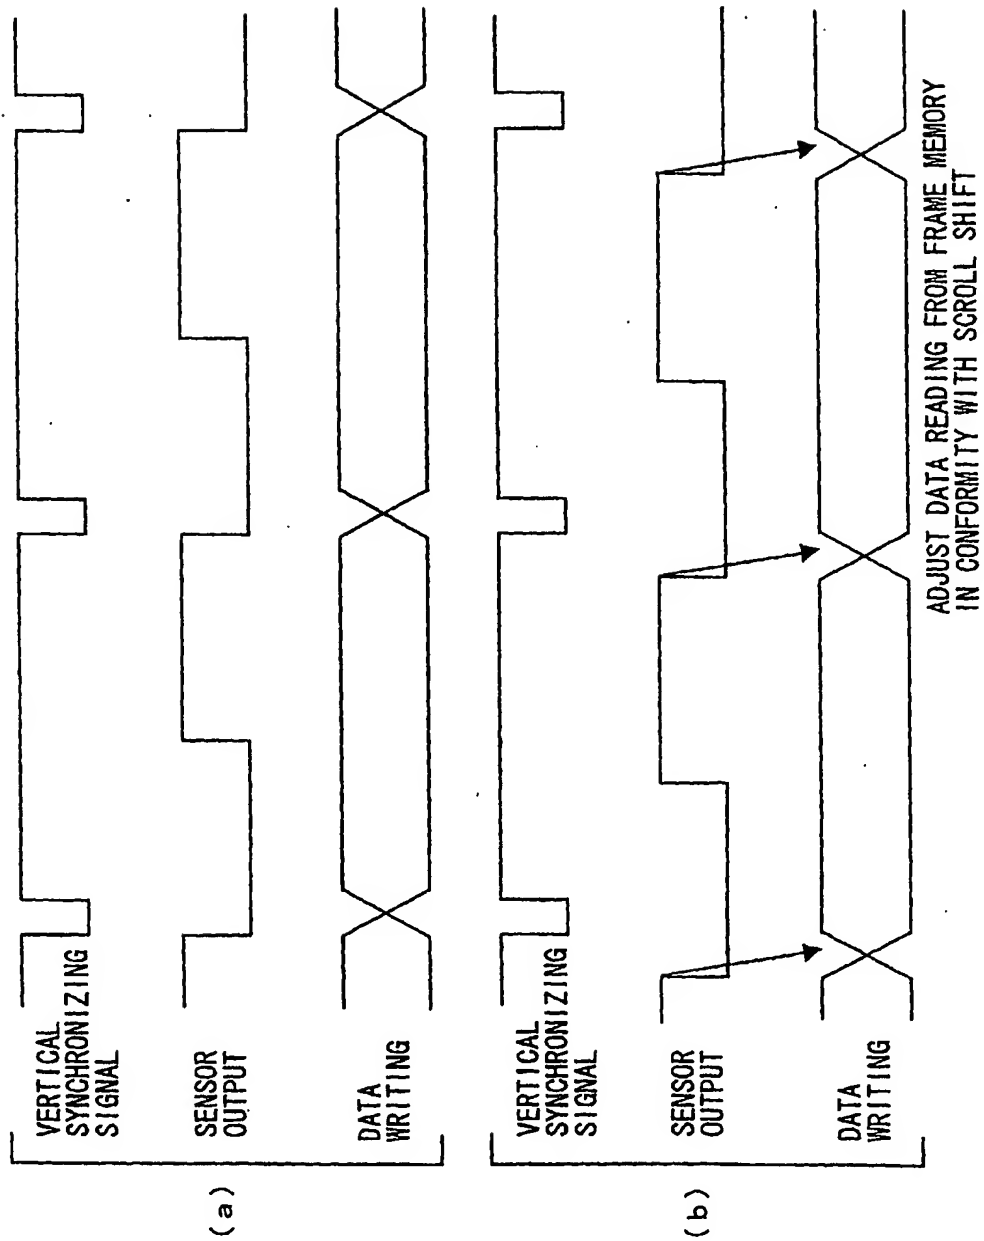 (a)
VERTICAL
SYNCHRONIZING
SIGNAL
SENSOR
OUTPUT
DATA
WRITING
(b)
VERTICAL
SYNCHRONIZING
SIGNAL
SENSOR
OUTPUT
DATA
WRITING
ADJUST DATA READING FROM FRAME MEMORY
IN CONFORMITY WITH SCROLL SHIFT